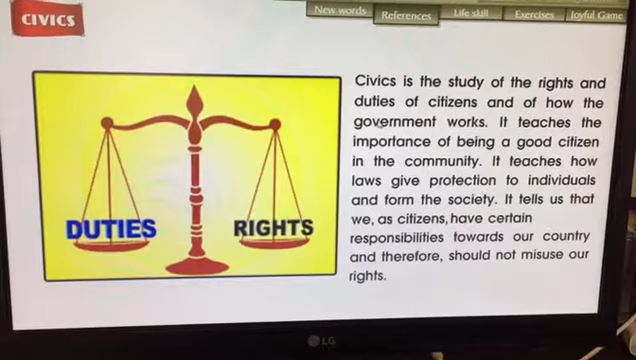 CIVICS
New words
References
Life skill
Exercises
Joyful Game
Civics is the study of the rights and
duties of citizens and of how the
government works. It teaches the
importance of being a good citizen
in the community. It teaches how
laws give protection to individuals
and form the society. It tells us that
we, as citizens, have certain
responsibilities towards our country
and therefore, should not misuse our
rights.
DUTIES
RIGHTS
LG